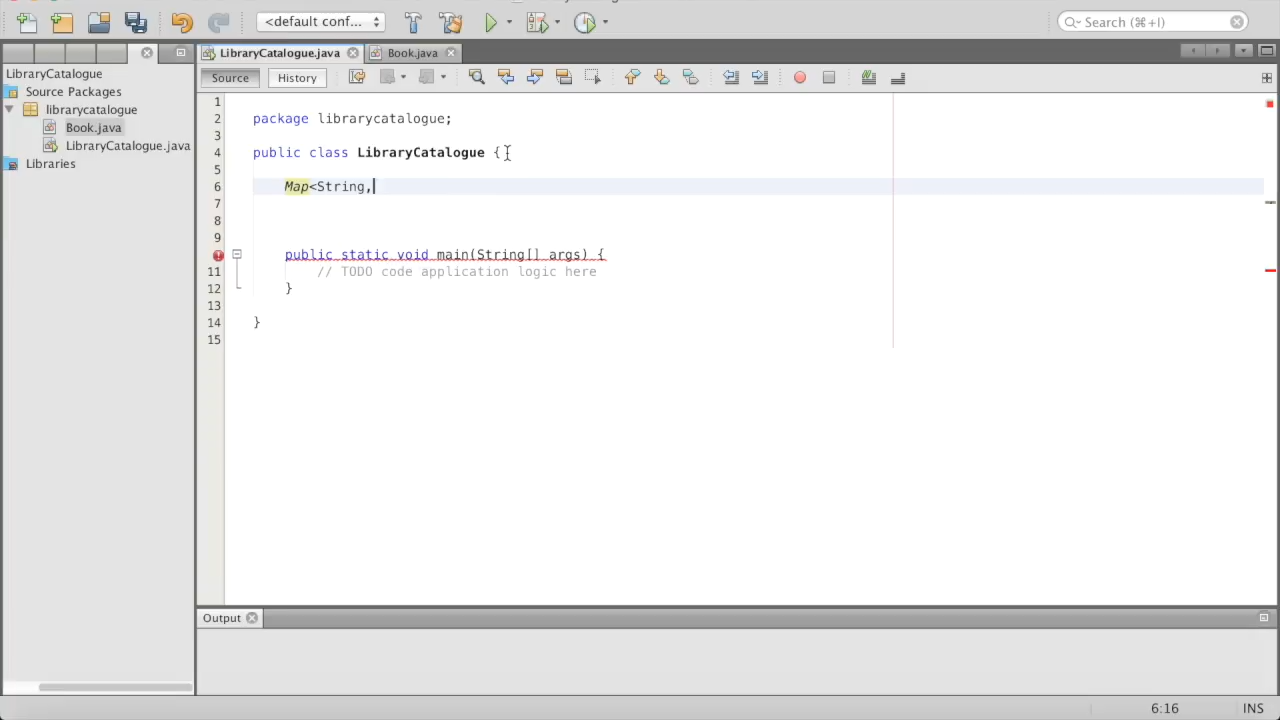 <default conf...
Search (⌘+I)
LibraryCatalogue.java
Book.java
LibraryCatalogue
Source
History
Source Packages
librarycatalogue
Book.java
LibraryCatalogue.java
Libraries
1
2 package librarycatalogue;
3
4 public class LibraryCatalogue {
5
6 Map<String,
7
8
9
public static void main(String[] args) {
11 // TODO code application logic here
12 }
13
14 }
15
Output
6:16
INS